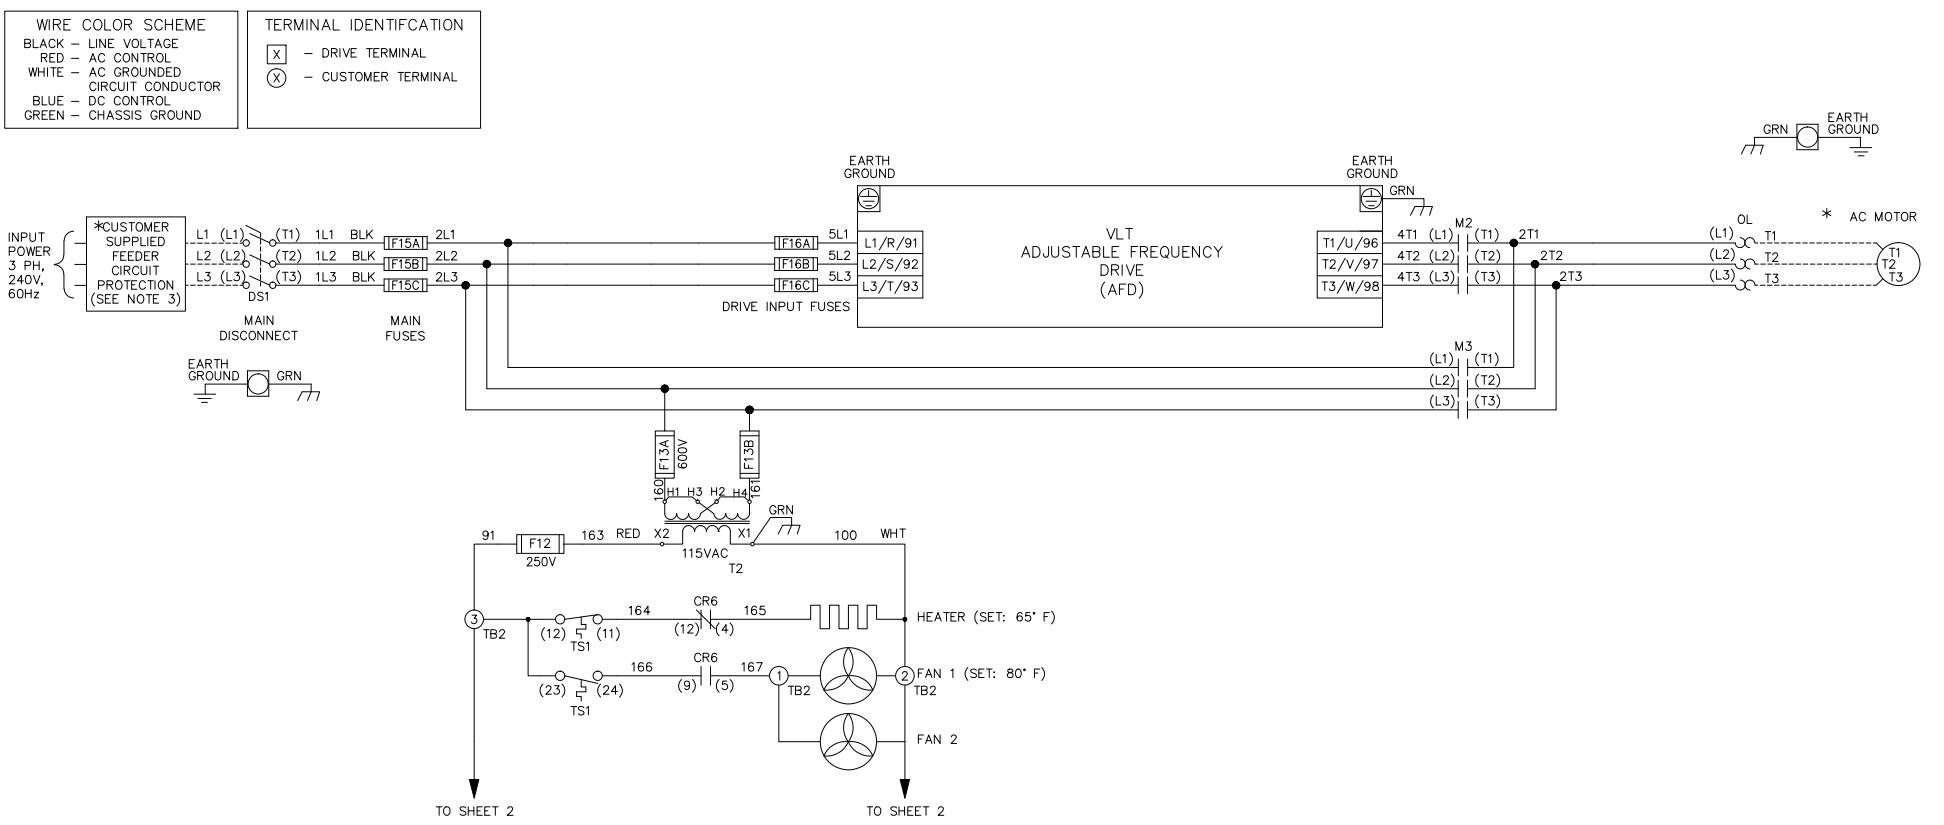 WIRE COLOR SCHEME
BLACK – LINE VOLTAGE
RED – AC CONTROL
WHITE – AC GROUNDED
CIRCUIT CONDUCTOR
BLUE – DC CONTROL
GREEN – CHASSIS GROUND
TERMINAL IDENTIFCATION
X – DRIVE TERMINAL
X – CUSTOMER TERMINAL
GRN
EARTH
GROUND
EARTH
GROUND
EARTH
GROUND
GRN
INPUT
POWER
3 PH,
240V,
60Hz
*CUSTOMER
SUPPLIED
FEEDER
CIRCUIT
PROTECTION
(SEE NOTE 3)
L1 (L1) (T1) 1L1 BLK F15A 2L1
L2 (L2) (T2) 1L2 BLK F15B 2L2
L3 (L3) (T3) 1L3 BLK F15C 2L3
DS1
MAIN
DISCONNECT
MAIN
FUSES
F16A 5L1 L1/R/91
F16B 5L2 L2/S/92
F16C 5L3 L3/T/93
DRIVE INPUT FUSES
VLT
ADJUSTABLE FREQUENCY
DRIVE
(AFD)
M2
T1/U/96 4T1 (L1) (T1) 2T1
T2/V/97 4T2 (L2) (T2) 2T2
T3/W/98 4T3 (L3) (T3) 2T3
OL
* AC MOTOR
(L1) T1
(L2) T2
(L3) T3
T1
T2
T3
M3
(L1) (T1)
(L2) (T2)
(L3) (T3)
EARTH
GROUND
GRN
F13A
600V
F13B
160
161
H1 H3 H2 H4
GRN
91 F12 163 RED X2 X1 100 WHT
250V
115VAC
T2
3
TB2
(12) (11) 164 CR6 (12) (4) 165 HEATER (SET: 65° F)
TS1
(23) (24) 166 CR6 (9) (5) 167 1 2 FAN 1 (SET: 80° F)
TS1
TB2
TB2
FAN 2
TO SHEET 2
TO SHEET 2